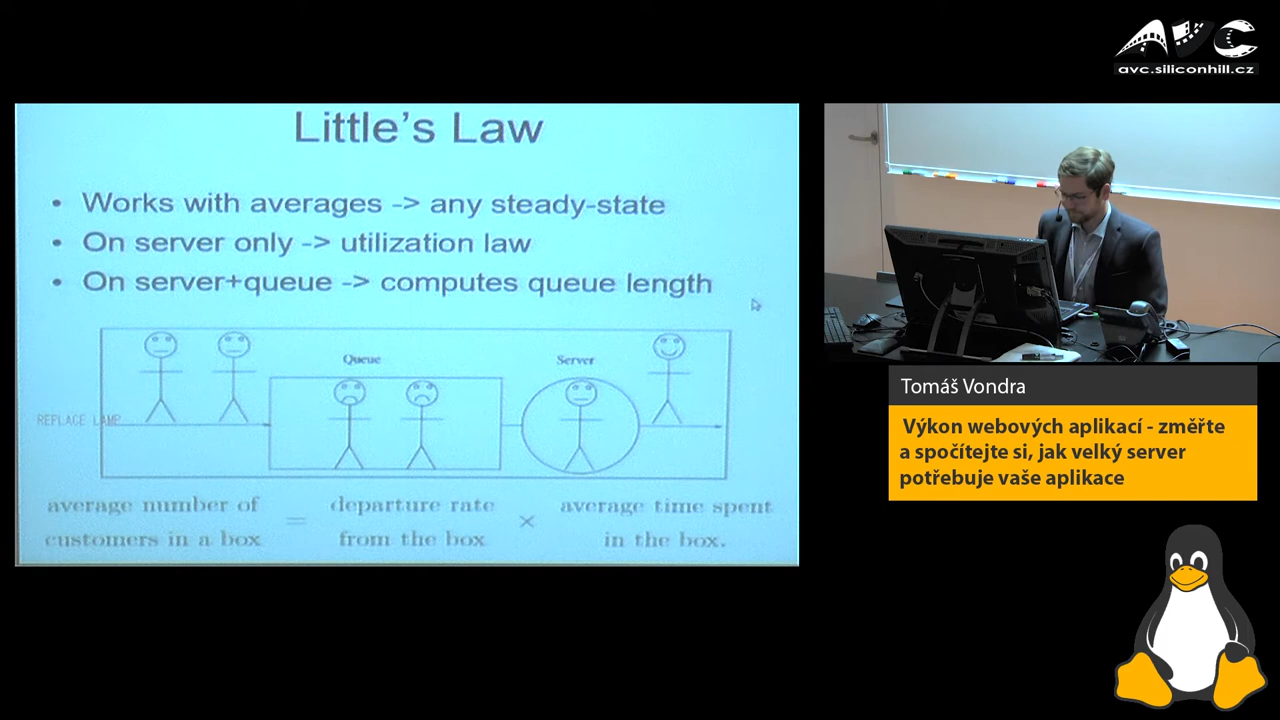 AVC
avc.siliconhill.cz
Little's Law
• Works with averages -> any steady-state
• On server only -> utilization law
• On server+queue -> computes queue length
Queue
Server
REPLACE LAMP
average number of customers in a box = departure rate from the box × average time spent in the box.
Tomáš Vondra
Výkon webových aplikací - změřte
a spočítejte si, jak velký server
potřebuje vaše aplikace